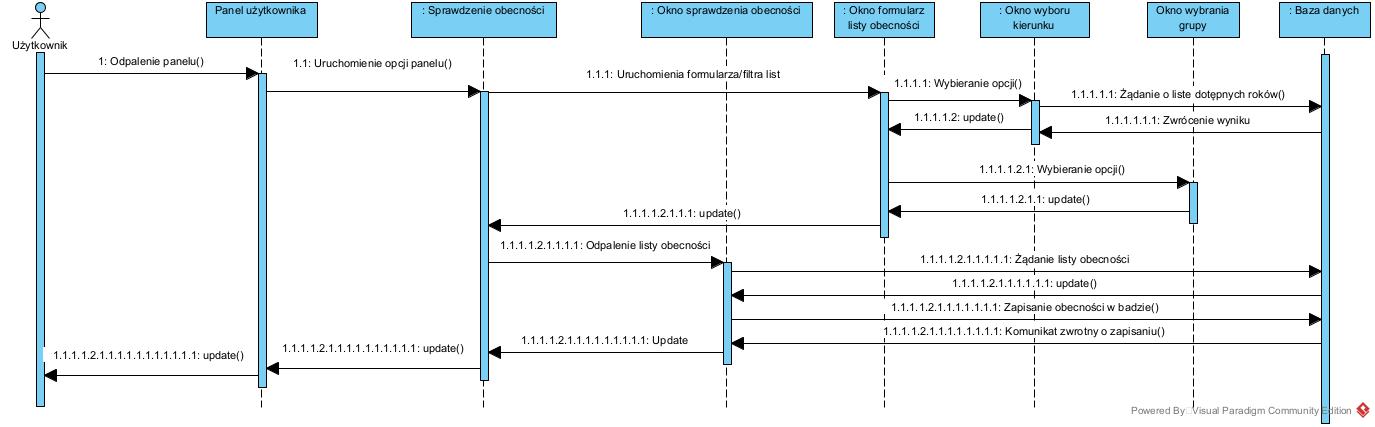 Użytkownik
Panel użytkownika
: Sprawdzenie obecności
: Okno sprawdzenia obecności
: Okno formularz
listy obecności
: Okno wyboru
kierunku
Okno wybrania
grupy
: Baza danych
1: Odpalenie panelu()
1.1: Uruchomienie opcji panelu()
1.1.1: Uruchomienia formularza/filtra list
1.1.1.1: Wybieranie opcji()
1.1.1.1.1: Żądanie o liste dotępnych roków()
1.1.1.1.1.1: Zwrócenie wyniku
1.1.1.1.2: update()
1.1.1.1.2.1: Wybieranie opcji()
1.1.1.1.2.1.1: update()
1.1.1.1.2.1.1.1: update()
1.1.1.1.2.1.1.1.1: Odpalenie listy obecności
1.1.1.1.2.1.1.1.1.1: Żądanie listy obecności
1.1.1.1.2.1.1.1.1.1.1: update()
1.1.1.1.2.1.1.1.1.1.1.1: Zapisanie obecności w badzie()
1.1.1.1.2.1.1.1.1.1.1.1.1: Komunikat zwrotny o zapisaniu()
1.1.1.1.2.1.1.1.1.1.1.1.1.1: Update
1.1.1.1.2.1.1.1.1.1.1.1.1.1.1: update()
1.1.1.1.2.1.1.1.1.1.1.1.1.1.1.1: update()
Powered By Visual Paradigm Community Edition